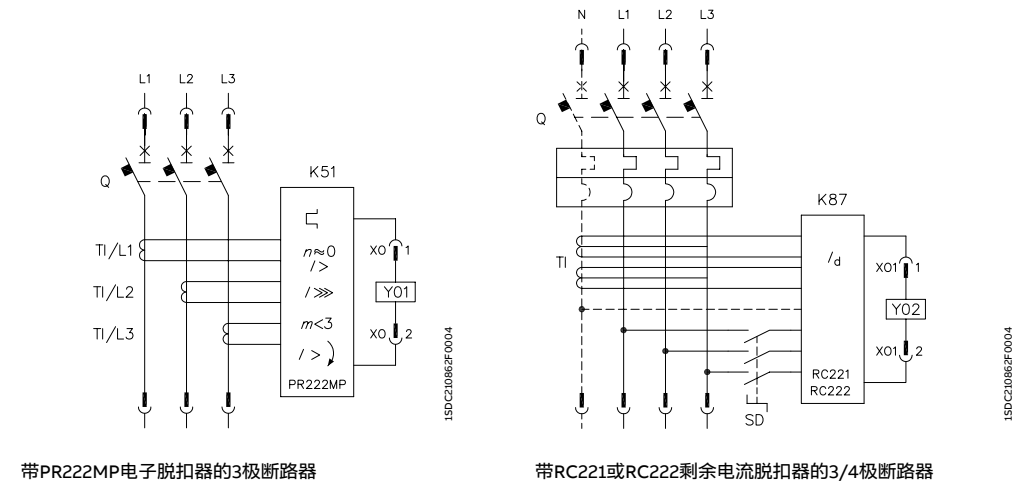 L1 L2 L3
Q
K51
TI/L1
TI/L2
TI/L3
n≈0
I>
I>>>
m<3
I>
PR222MP
X0 1
Y01
X0 2
1SDC210862F0004
带PR222MP电子脱扣器的3极断路器
N L1 L2 L3
Q
K87
TI
Id
RC221
RC222
SD
X01 1
Y02
X01 2
1SDC210862F0004
带RC221或RC222剩余电流脱扣器的3/4极断路器